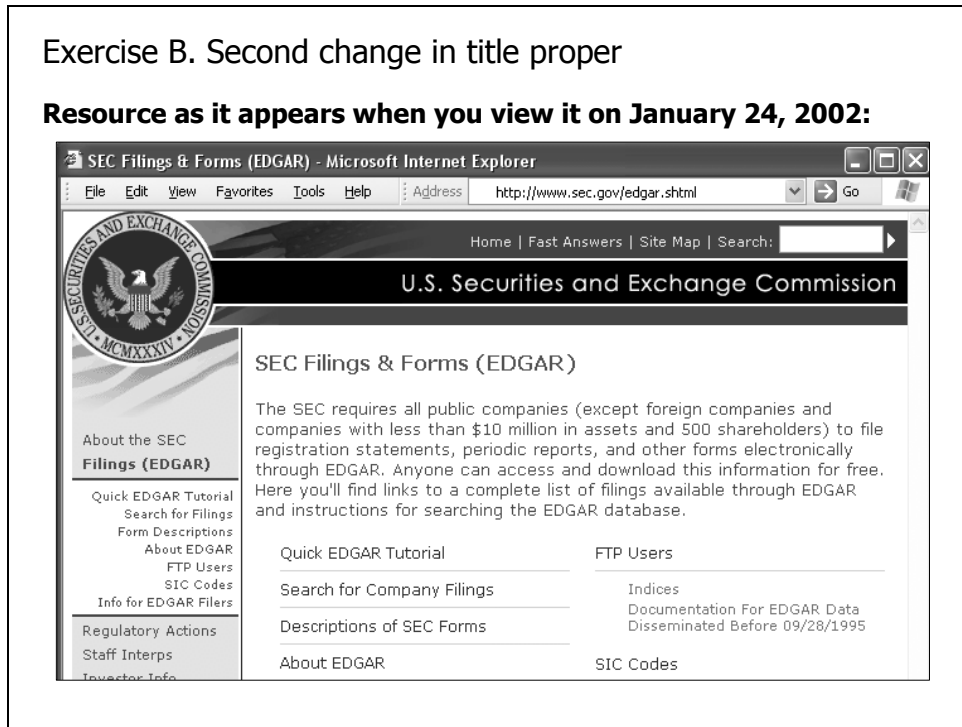 Exercise B. Second change in title proper
Resource as it appears when you view it on January 24, 2002:
SEC Filings & Forms (EDGAR) - Microsoft Internet Explorer
File Edit View Favorites Tools Help Address http://www.sec.gov/edgar.shtml Go
Home | Fast Answers | Site Map | Search:
U.S. Securities and Exchange Commission
U.S. SECURITIES AND EXCHANGE COMMISSION
MCMXXXIV
About the SEC
Filings (EDGAR)
Quick EDGAR Tutorial
Search for Filings
Form Descriptions
About EDGAR
FTP Users
SIC Codes
Info for EDGAR Filers
Regulatory Actions
Staff Interps
Investor Info
SEC Filings & Forms (EDGAR)
The SEC requires all public companies (except foreign companies and
companies with less than $10 million in assets and 500 shareholders) to file
registration statements, periodic reports, and other forms electronically
through EDGAR. Anyone can access and download this information for free.
Here you'll find links to a complete list of filings available through EDGAR
and instructions for searching the EDGAR database.
Quick EDGAR Tutorial
Search for Company Filings
Descriptions of SEC Forms
About EDGAR
FTP Users
Indices
Documentation For EDGAR Data
Disseminated Before 09/28/1995
SIC Codes